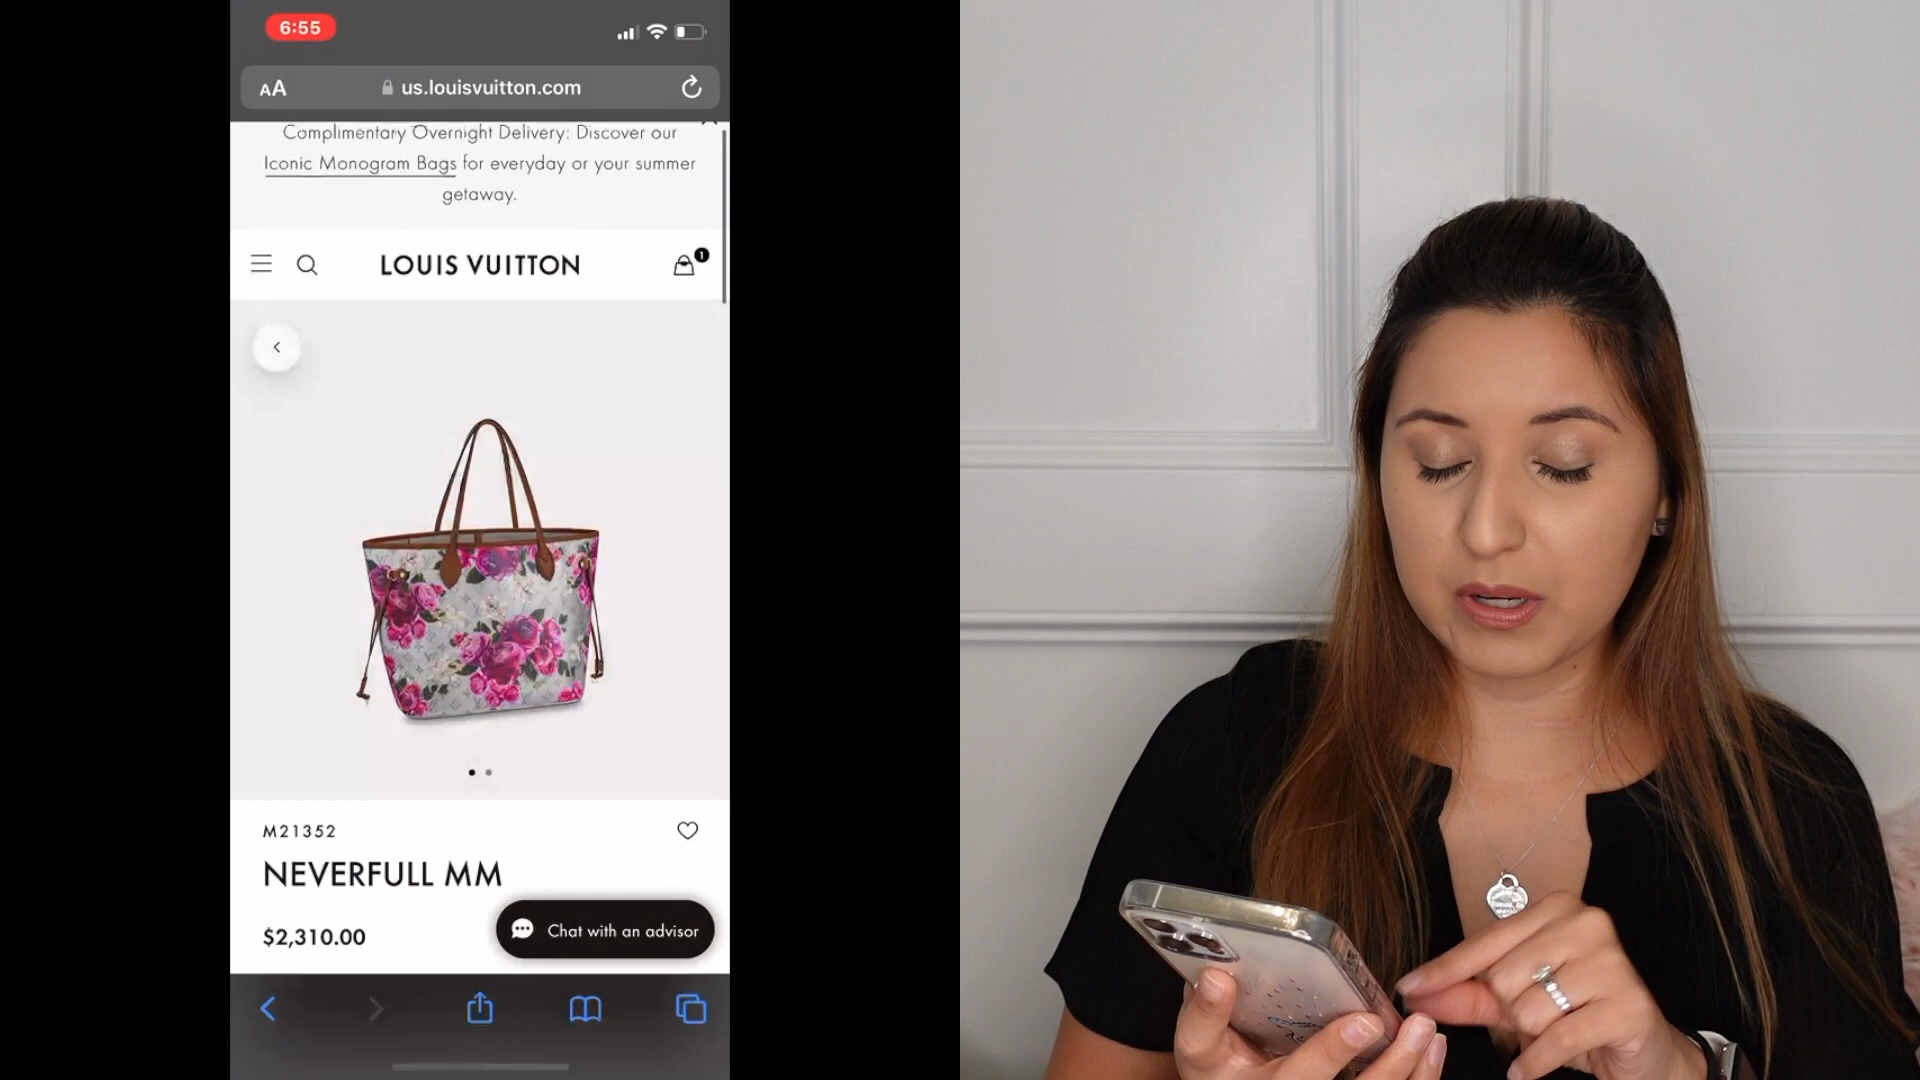 6:55
AA
us.louisvuitton.com
Complimentary Overnight Delivery: Discover our
Iconic Monogram Bags for everyday or your summer
getaway.
LOUIS VUITTON
1
M21352
NEVERFULL MM
$2,310.00
Chat with an advisor